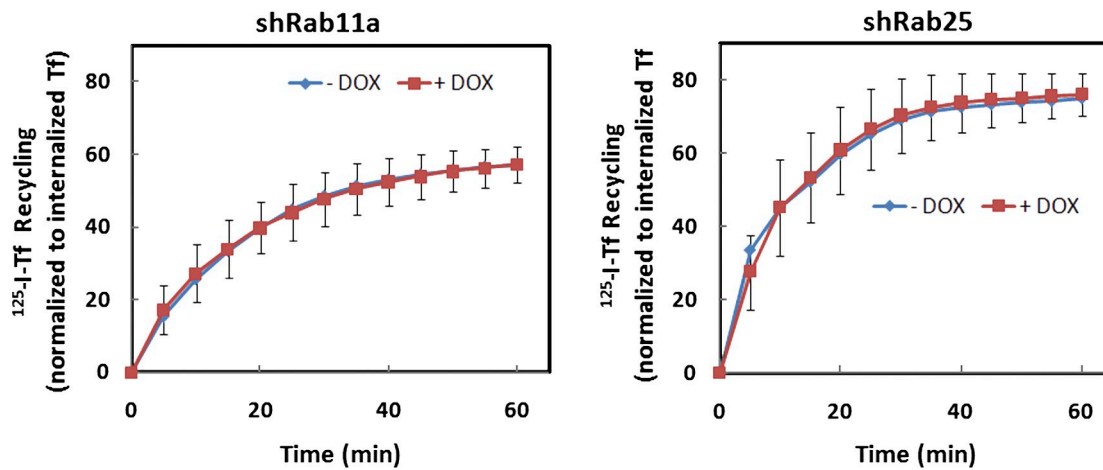 shRab11a
¹²⁵-I-Tf Recycling
(normalized to internalized Tf)
80
60
40
20
0
- DOX + DOX
0 20 40 60
Time (min)
shRab25
¹²⁵-I-Tf Recycling
(normalized to internalized Tf
80
60
40
20
0
- DOX + DOX
0 20 40 60
Time (min)